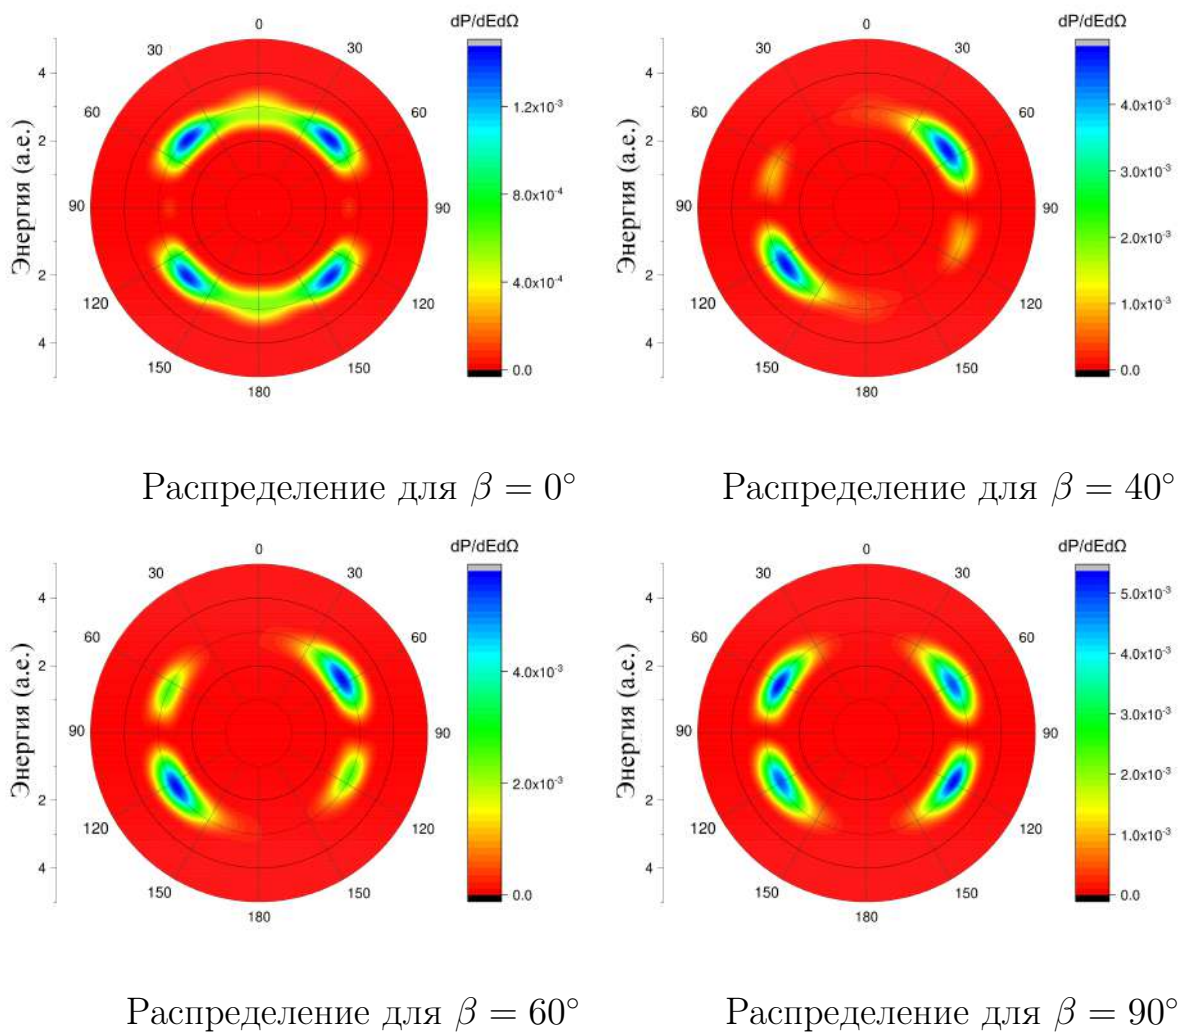 dP/dEdΩ
dP/dEdΩ
0
0
30
30
30
30
4
4
1.2x10⁻³
4.0x10⁻³
60
60
60
60
2
2
3.0x10⁻³
Энергия (а.е.)
Энергия (а.е.)
90
90
8.0x10⁻⁴
90
90
2.0x10⁻³
2
2
4.0x10⁻⁴
1.0x10⁻³
120
120
120
120
4
4
150
150
0.0
150
150
0.0
180
180
Распределение для β = 0°
Распределение для β = 40°
dP/dEdΩ
dP/dEdΩ
0
0
30
30
30
30
4
4
5.0x10⁻³
60
60
60
60
4.0x10⁻³
4.0x10⁻³
2
2
3.0x10⁻³
Энергия (а.е.)
Энергия (а.е.)
90
90
90
90
2.0x10⁻³
2.0x10⁻³
2
2
1.0x10⁻³
120
120
120
120
4
4
150
150
0.0
150
150
0.0
180
180
Распределение для β = 60°
Распределение для β = 90°